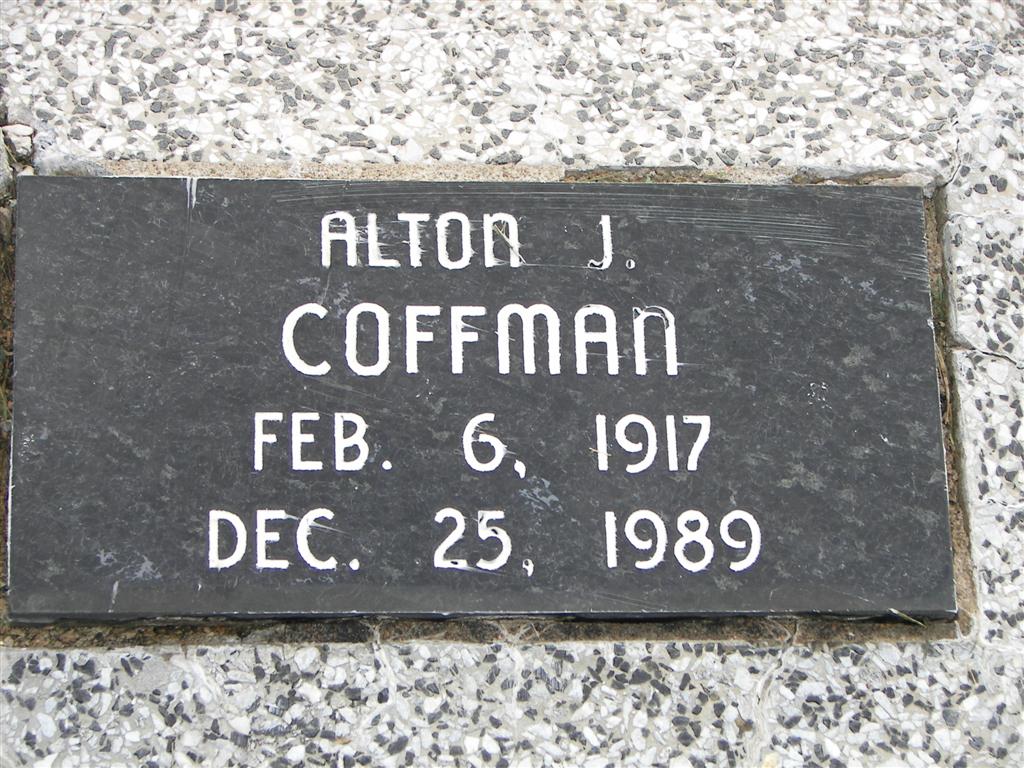 ALTON J.
COFFMAN
FEB. 6, 1917
DEC. 25, 1989